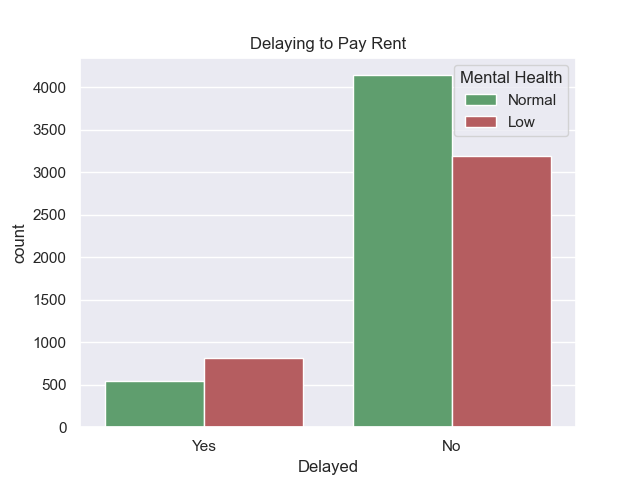 Delaying to Pay Rent
Mental Health
Normal
Low
4000
3500
3000
2500
2000
1500
1000
500
0
count
Yes
No
Delayed